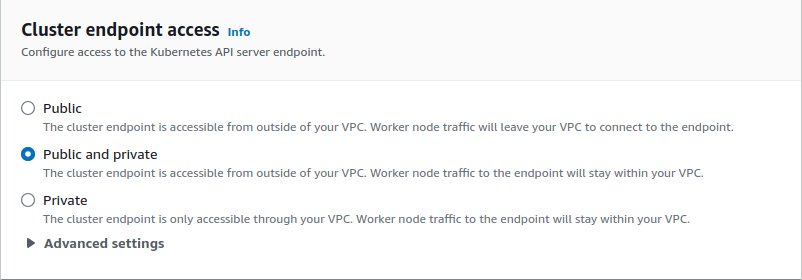 Cluster endpoint access Info
Configure access to the Kubernetes API server endpoint.
Public
The cluster endpoint is accessible from outside of your VPC. Worker node traffic will leave your VPC to connect to the endpoint.
Public and private
The cluster endpoint is accessible from outside of your VPC. Worker node traffic to the endpoint will stay within your VPC.
Private
The cluster endpoint is only accessible through your VPC. Worker node traffic to the endpoint will stay within your VPC.
Advanced settings